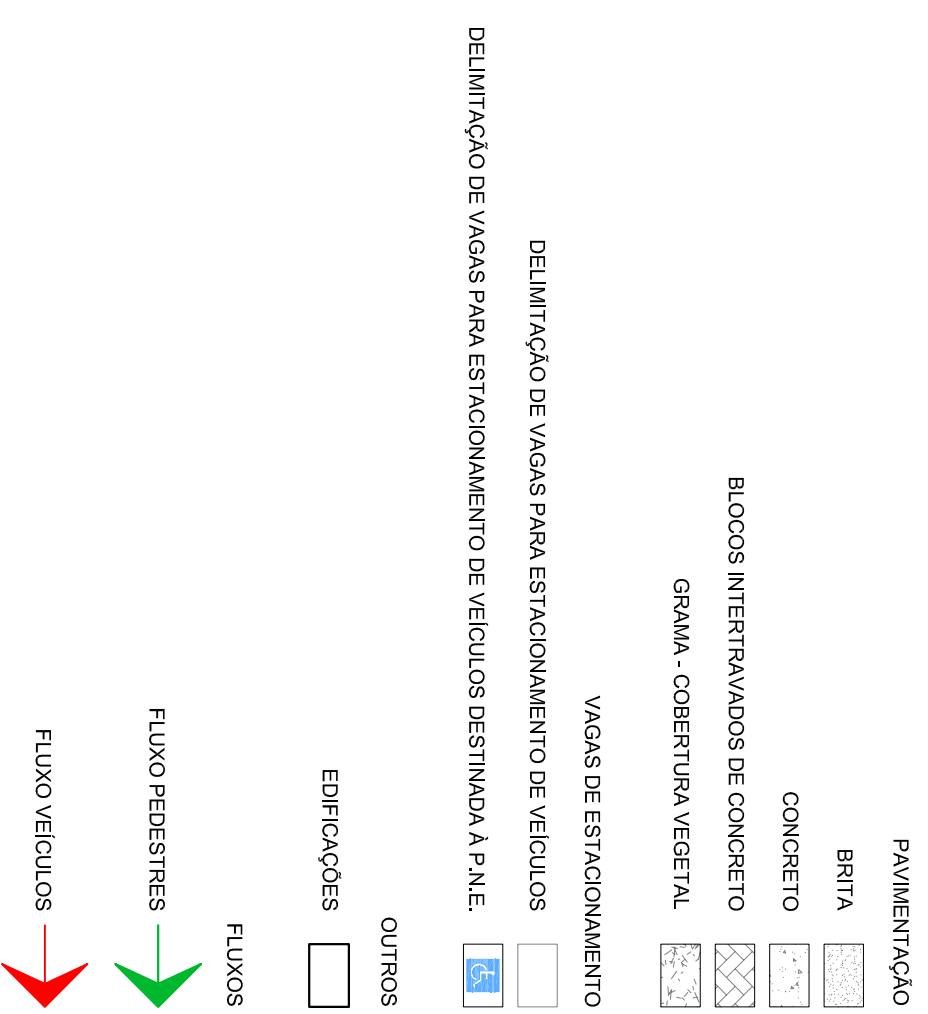 PAVIMENTAÇÃO
BRITA
CONCRETO
BLOCOS INTERTRAVADOS DE CONCRETO
GRAMA - COBERTURA VEGETAL
VAGAS DE ESTACIONAMENTO
DELIMITAÇÃO DE VAGAS PARA ESTACIONAMENTO DE VEÍCULOS
DELIMITAÇÃO DE VAGAS PARA ESTACIONAMENTO DE VEÍCULOS DESTINADA À P.N.E.
OUTROS
EDIFICAÇÕES
FLUXOS
FLUXO PEDESTRES
FLUXO VEÍCULOS